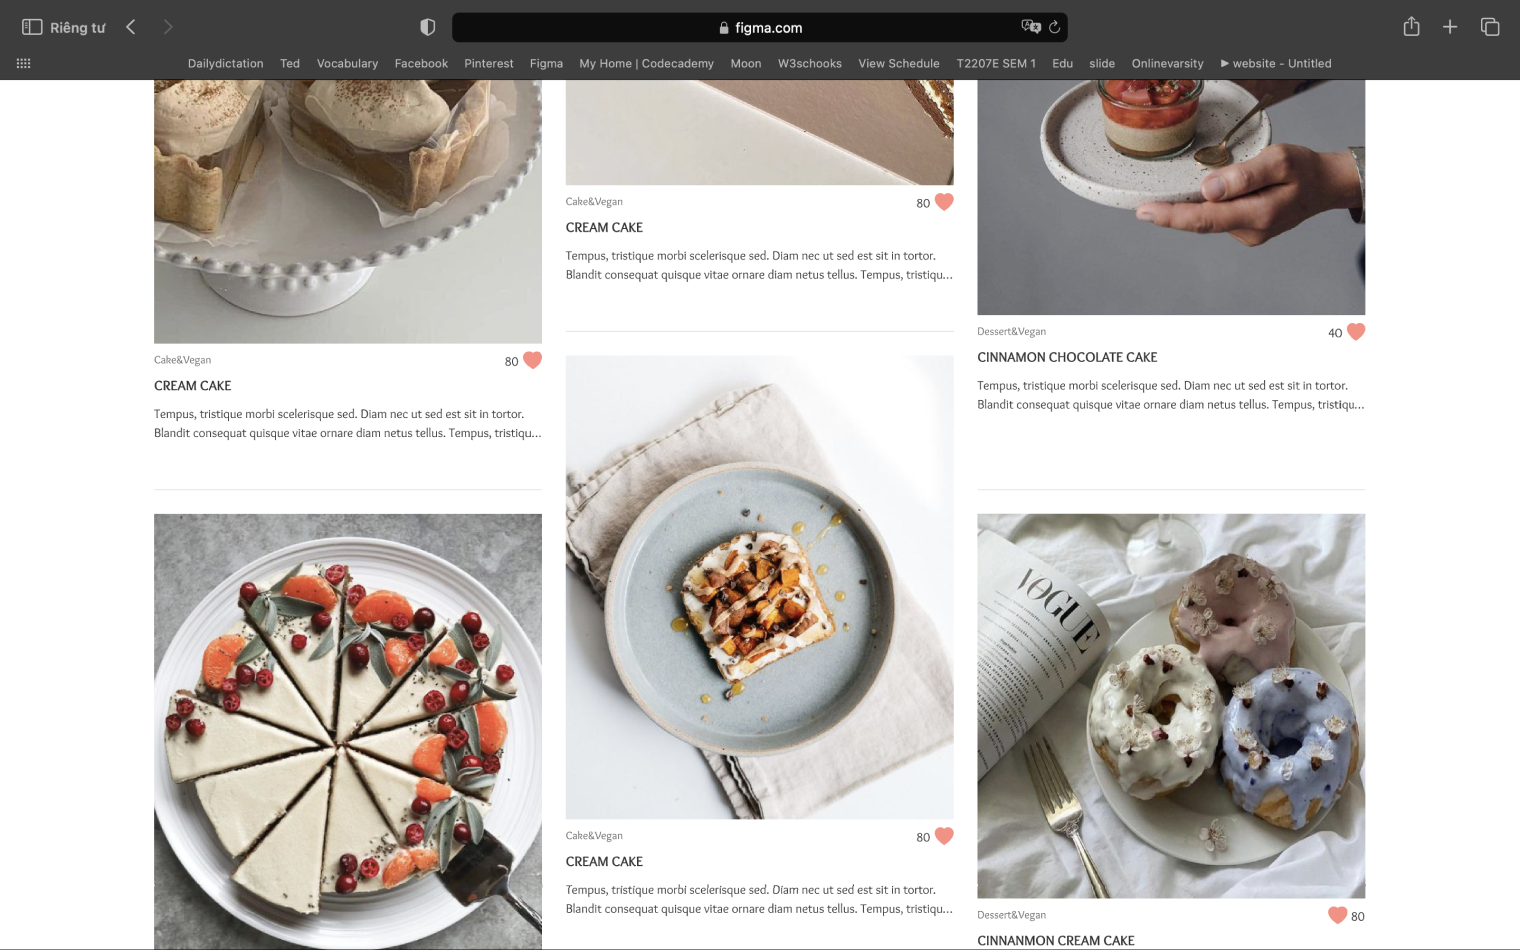 Riêng tư
figma.com
Dailydictation
Ted
Vocabulary
Facebook
Pinterest
Figma
My Home | Codecademy
Moon
W3schooks
View Schedule
T2207E SEM 1
Edu
slide
Onlinevarsity
website - Untitled
Cake&Vegan
80
CREAM CAKE
Tempus, tristique morbi scelerisque sed. Diam nec ut sed est sit in tortor.
Blandit consequat quisque vitae ornare diam netus tellus. Tempus, tristiqu...
Cake&Vegan
80
CREAM CAKE
Tempus, tristique morbi scelerisque sed. Diam nec ut sed est sit in tortor.
Blandit consequat quisque vitae ornare diam netus tellus. Tempus, tristiqu...
Cake&Vegan
80
CREAM CAKE
Tempus, tristique morbi scelerisque sed. Diam nec ut sed est sit in tortor.
Blandit consequat quisque vitae ornare diam netus tellus. Tempus, tristiqu...
Dessert&Vegan
40
CINNAMON CHOCOLATE CAKE
Tempus, tristique morbi scelerisque sed. Diam nec ut sed est sit in tortor.
Blandit consequat quisque vitae ornare diam netus tellus. Tempus, tristiqu...
VOGUE
Dessert&Vegan
80
CINNANMON CREAM CAKE